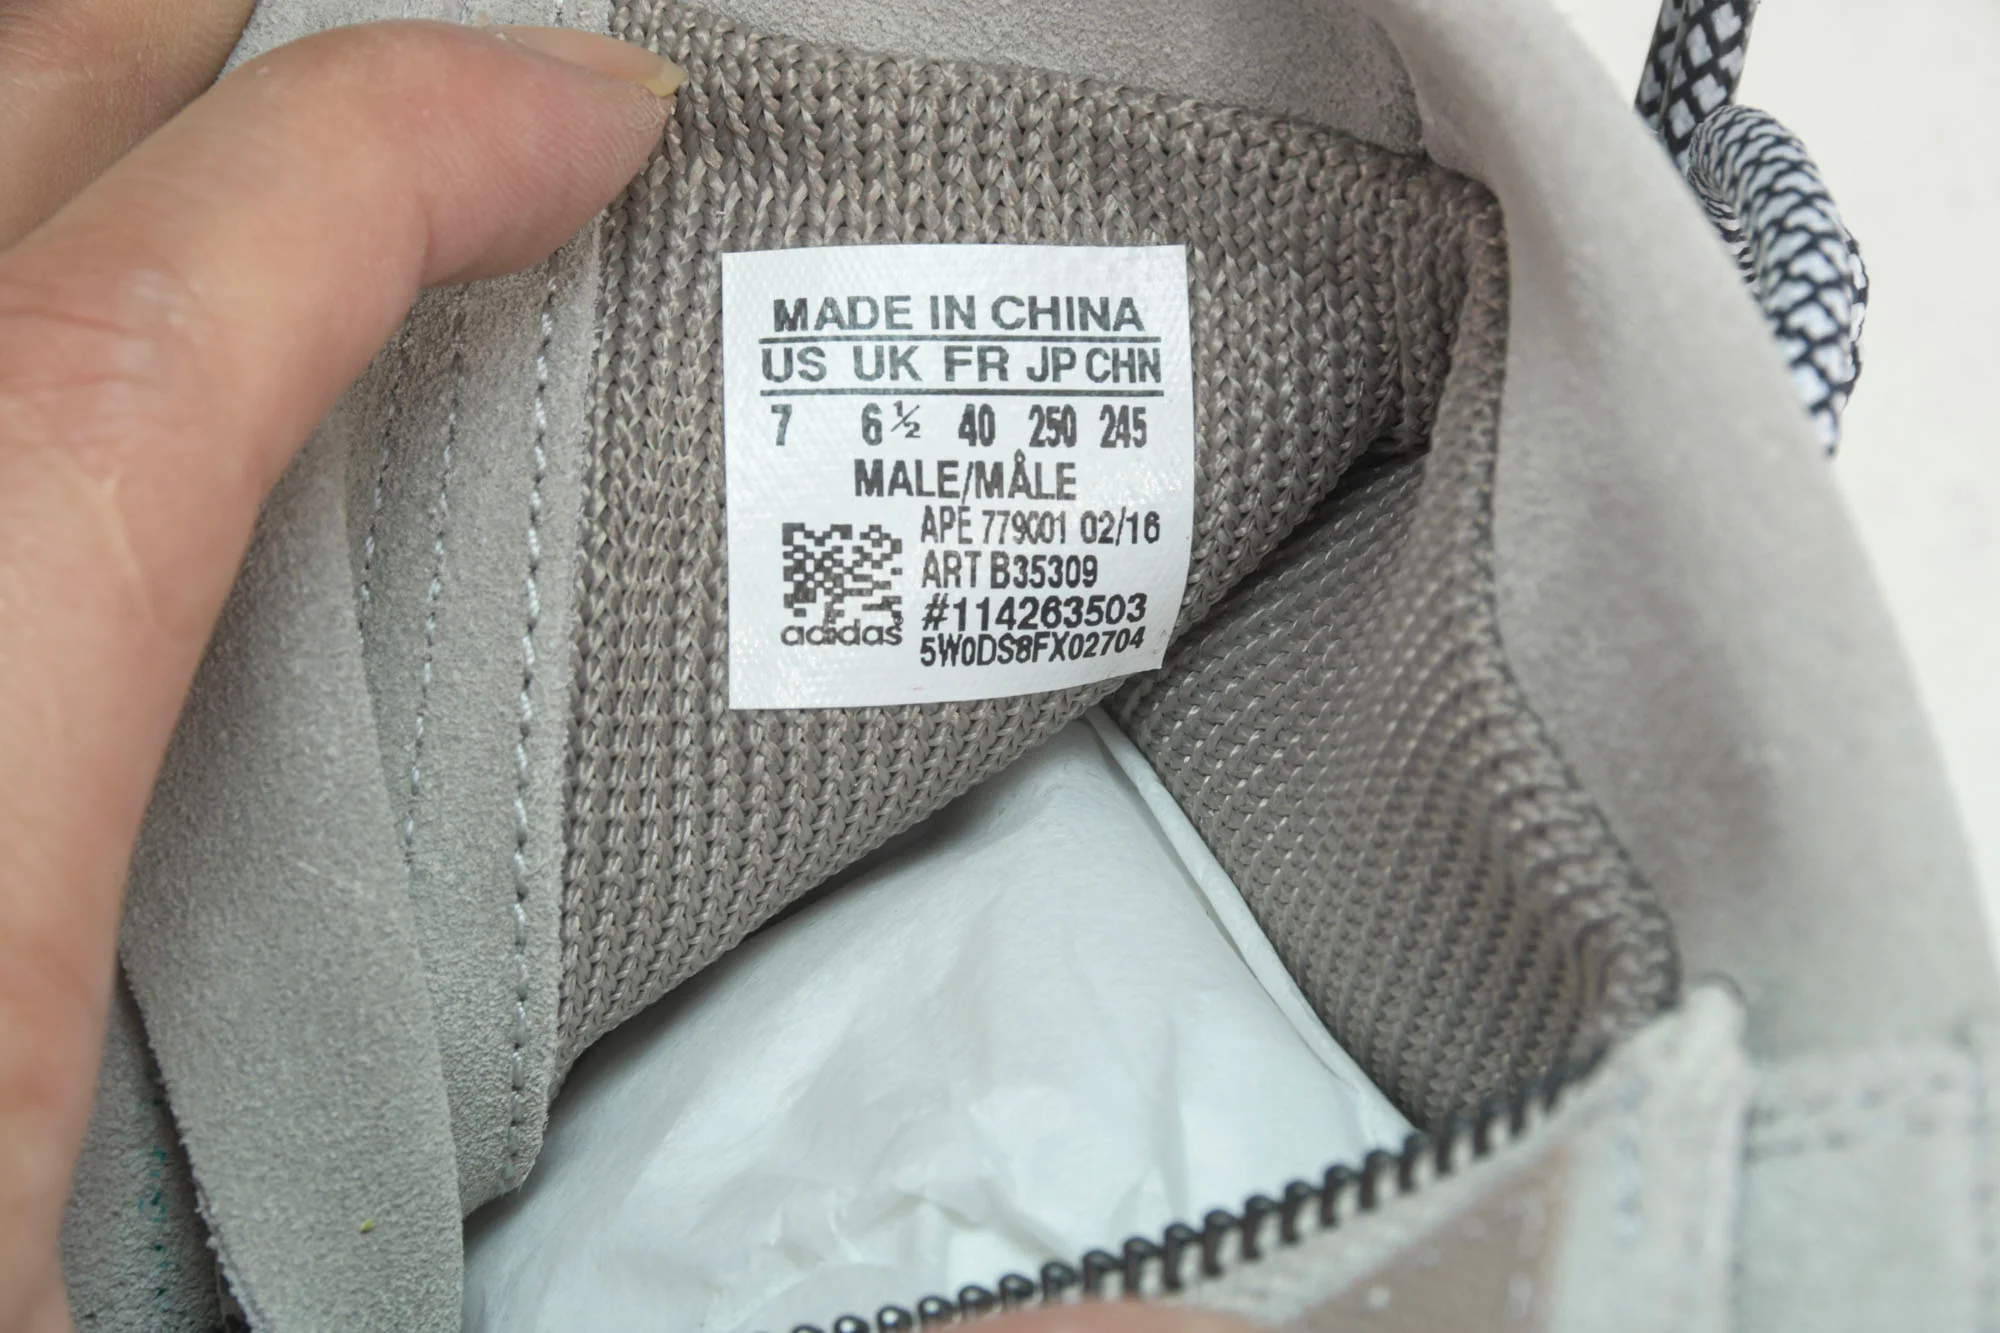 MADE IN CHINA
US UK FR JP CHN
7 6½ 40 250 245
MALE/MÅLE
APE 779001 02/16
ART B35309
#114263503
5W0DS8FX02704
adidas